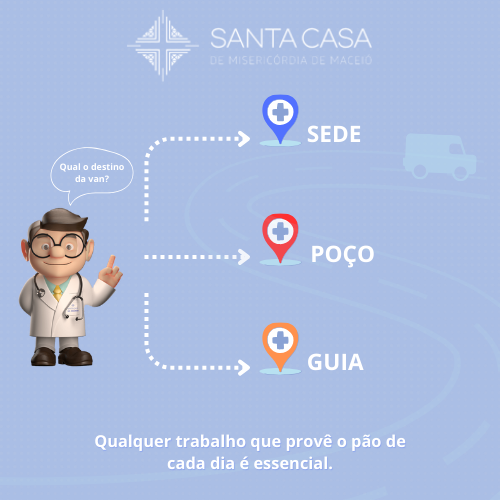 SANTA CASA
DE MISERICÓRDIA DE MACEIÓ
SEDE
Qual o destino
da van?
POÇO
GUIA
Qualquer trabalho que provê o pão de
cada dia é essencial.